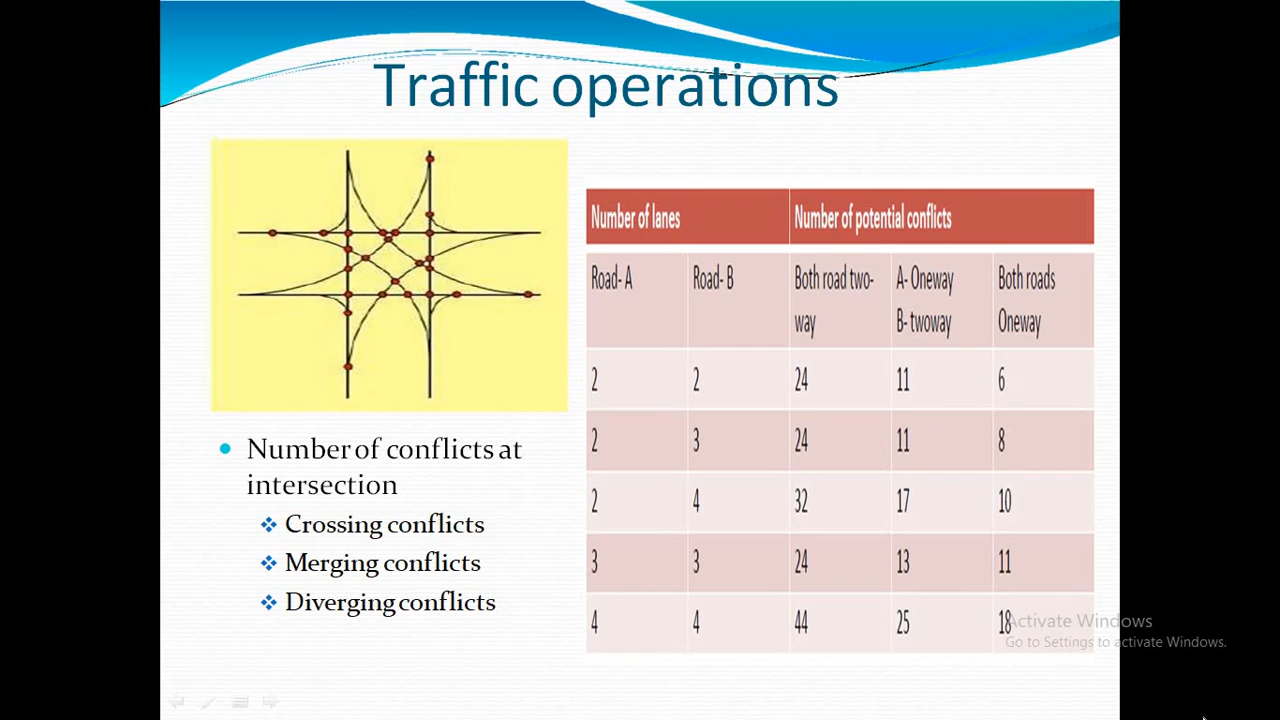 Traffic operations
Number of conflicts at
intersection
Crossing conflicts
Merging conflicts
Diverging conflicts
Number of lanes Number of potential conflicts
Road- A Road- B Both road two- A- Oneway Both roads
way B- twoway Oneway
2 2 24 11 6
2 3 24 11 8
2 4 32 17 10
3 3 24 13 11
4 4 44 25 18
Activate Windows
Go to Settings to activate Windows.